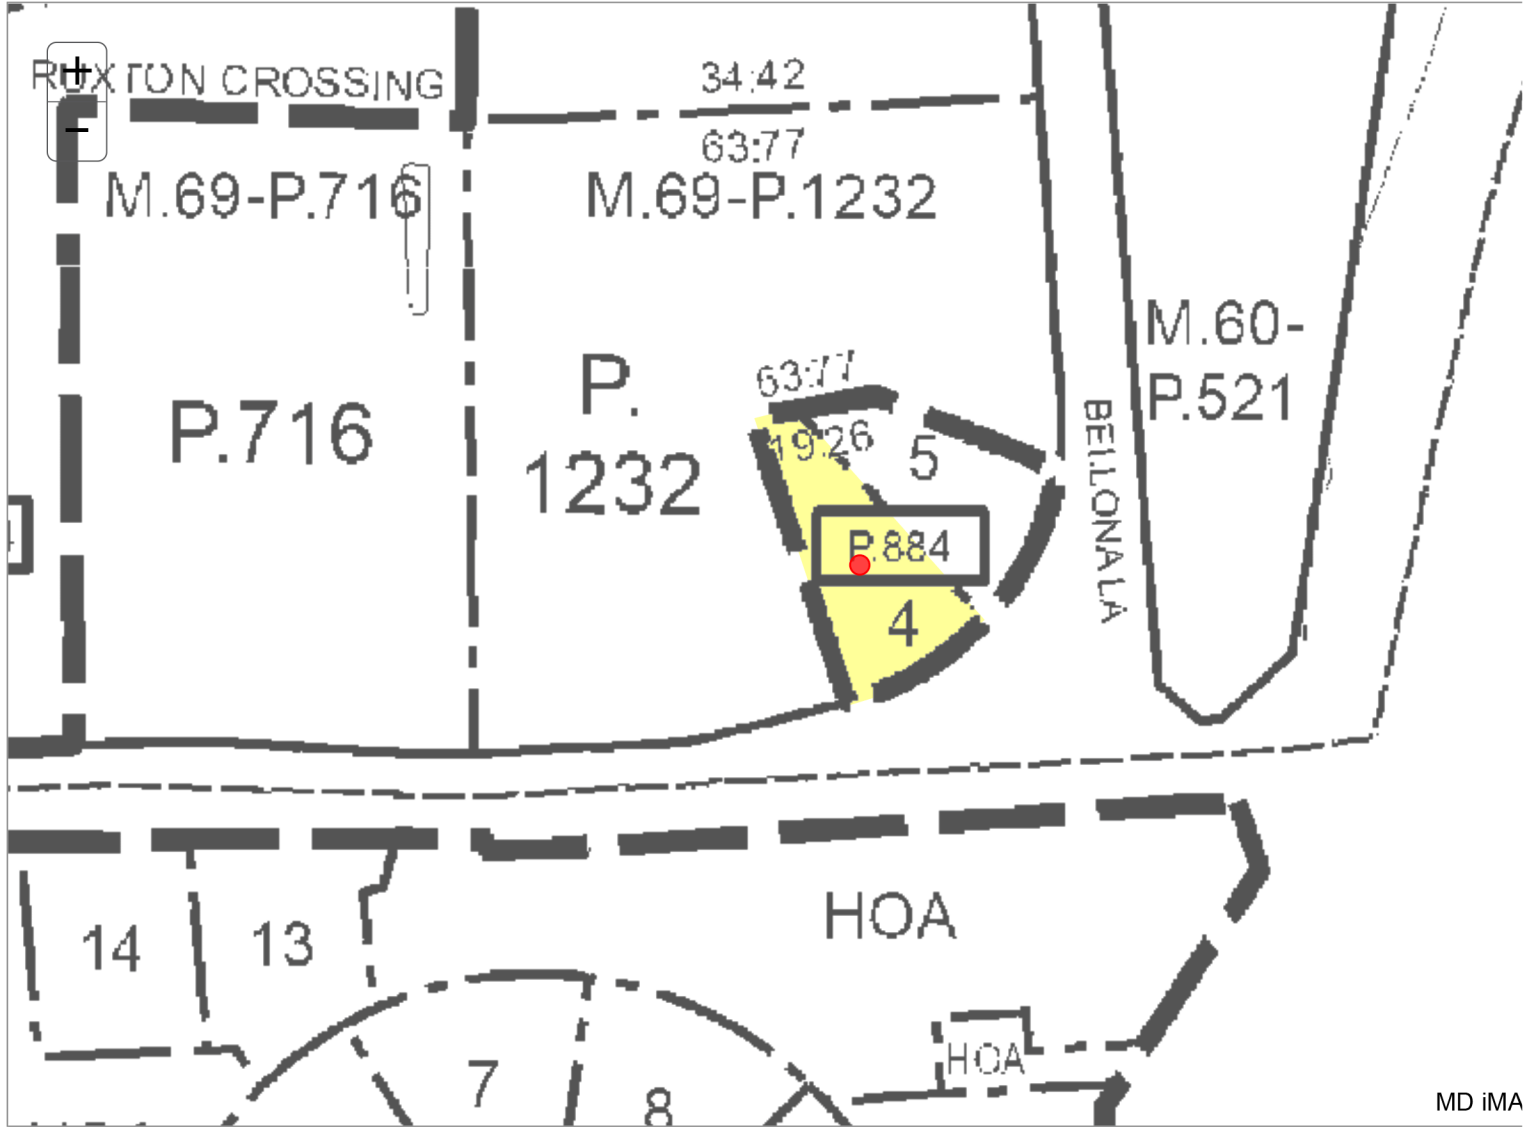 +
RUXTON CROSSING
−
34:42
63:77
M.69-P.716
M.69-P.1232
M.60-
P.521
P.
1232
P.716
63:77
19:26
5
BELLONA LA
P.884
4
HOA
14
13
HOA
7
8
MD iMA